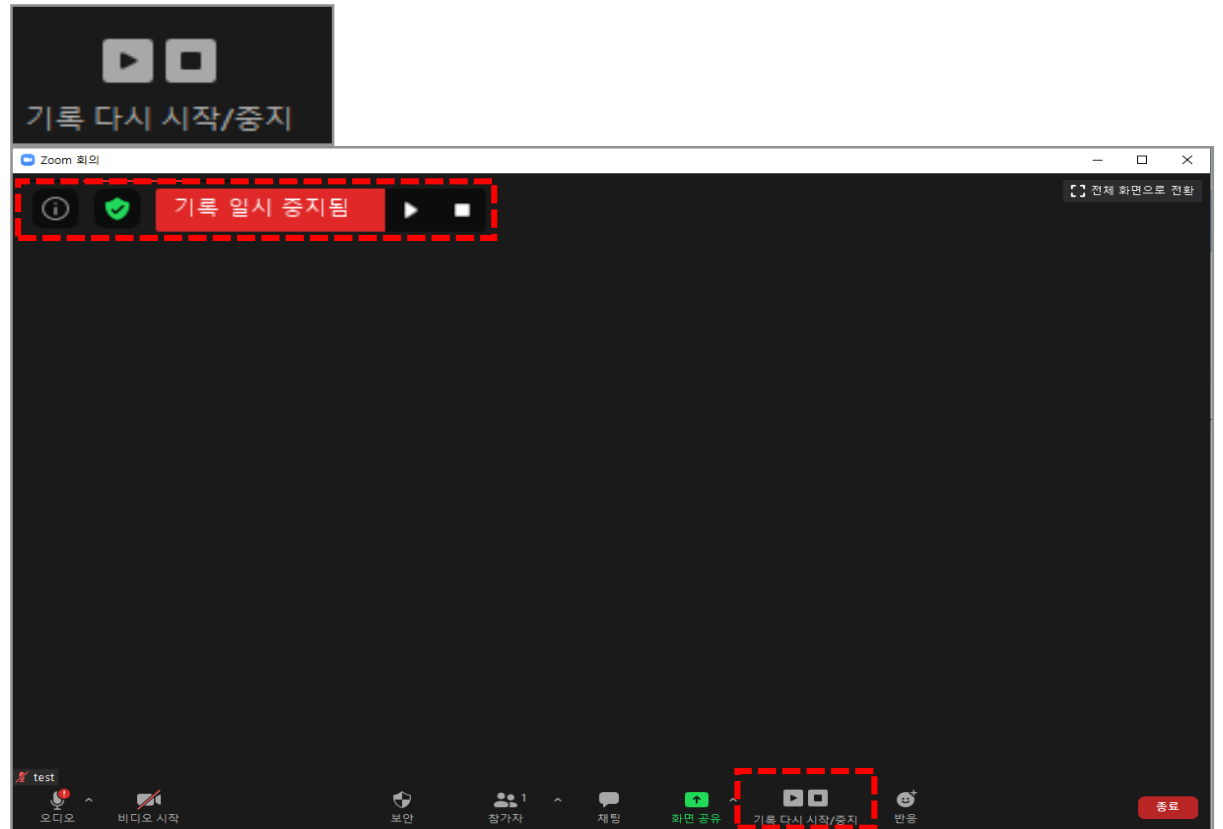 기록 다시 시작/중지
Zoom 회의
전체 화면으로 전환
기록 일시 중지됨
test
오디오
비디오 시작
보안
참가자 1
채팅
화면 공유
기록 다시 시작/중지
반응
종료